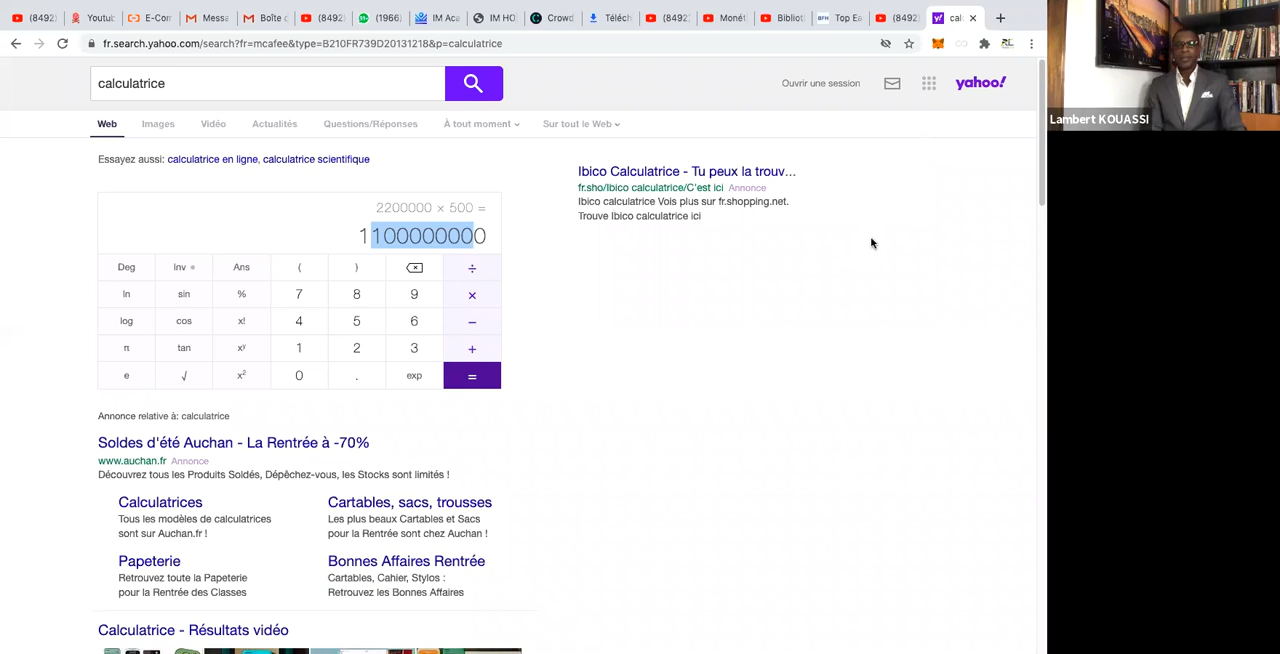 (8492)
Youtub
E-Com
Messa
Boîte d
(8492)
(1966)
IM Aca
IM HO
Crowd
Téléch
(8492)
Monét
Biblioth
Top Ea
(8492)
cal
fr.search.yahoo.com/search?fr=mcafee&type=B210FR739D20131218&p=calculatrice
calculatrice
Ouvrir une session
yahoo!
Web Images Vidéo Actualités Questions/Réponses À tout moment Sur tout le Web
Lambert KOUASSI
Essayez aussi: calculatrice en ligne, calculatrice scientifique
2200000 × 500 =
1100000000
Deg Inv Ans ( ) ÷
ln sin % 7 8 9 ×
log cos x! 4 5 6 −
π tan xʸ 1 2 3 +
e √ x² 0 . exp =
Ibico Calculatrice - Tu peux la trouv...
fr.sho/Ibico calculatrice/C'est ici Annonce
Ibico calculatrice Vois plus sur fr.shopping.net.
Trouve Ibico calculatrice ici
Annonce relative à: calculatrice
Soldes d'été Auchan - La Rentrée à -70%
www.auchan.fr Annonce
Découvrez tous les Produits Soldés, Dépêchez-vous, les Stocks sont limités !
Calculatrices
Tous les modèles de calculatrices
sont sur Auchan.fr !
Cartables, sacs, trousses
Les plus beaux Cartables et Sacs
pour la Rentrée sont chez Auchan !
Papeterie
Retrouvez toute la Papeterie
pour la Rentrée des Classes
Bonnes Affaires Rentrée
Cartables, Cahier, Stylos :
Retrouvez les Bonnes Affaires
Calculatrice - Résultats vidéo